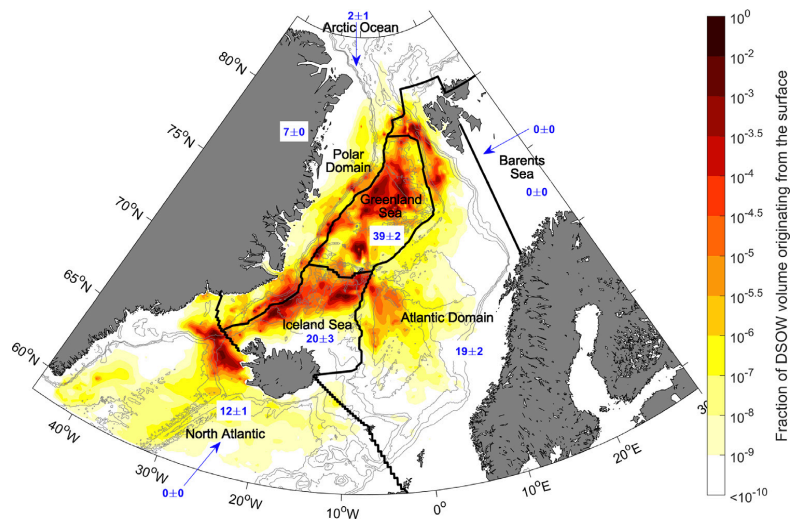 2±1
Arctic Ocean
80°N
7±0
0±0
Polar
Domain
Barents
Sea
0±0
75°N
Greenland
Sea
39±2
70°N
65°N
Iceland Sea
20±3
Atlantic Domain
19±2
60°N
12±1
North Atlantic
0±0
40°W
30°W
20°W
10°W
0°
10°E
20°E
30
10^0
10^-2
10^-3
10^-4
10^-4.5
10^-5
10^-5.5
10^-6
10^-7
10^-8
10^-9
<10^-10
Fraction of DSOW volume originating from the surface